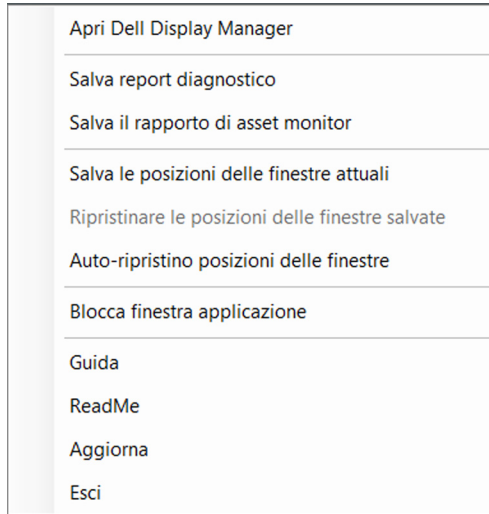 Apri Dell Display Manager
Salva report diagnostico
Salva il rapporto di asset monitor
Salva le posizioni delle finestre attuali
Ripristinare le posizioni delle finestre salvate
Auto-ripristino posizioni delle finestre
Blocca finestra applicazione
Guida
ReadMe
Aggiorna
Esci